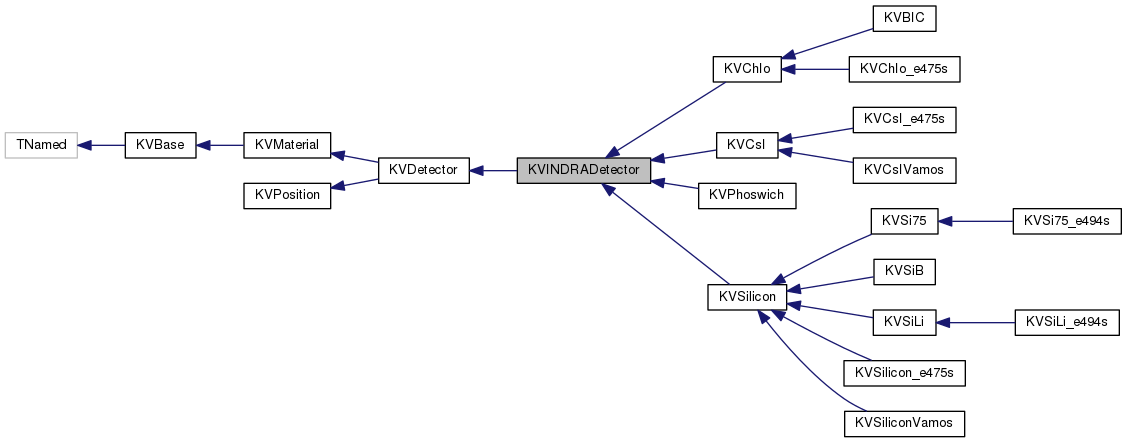 KVBIC
KVChIo
KVChIo_e475s
KVCsI_e475s
TNamed
KVBase
KVMaterial
KVCsI
KVDetector
KVINDRADetector
KVCsIVamos
KVPosition
KVPhoswich
KVSi75
KVSi75_e494s
KVSiB
KVSilicon
KVSiLi
KVSiLi_e494s
KVSilicon_e475s
KVSiliconVamos